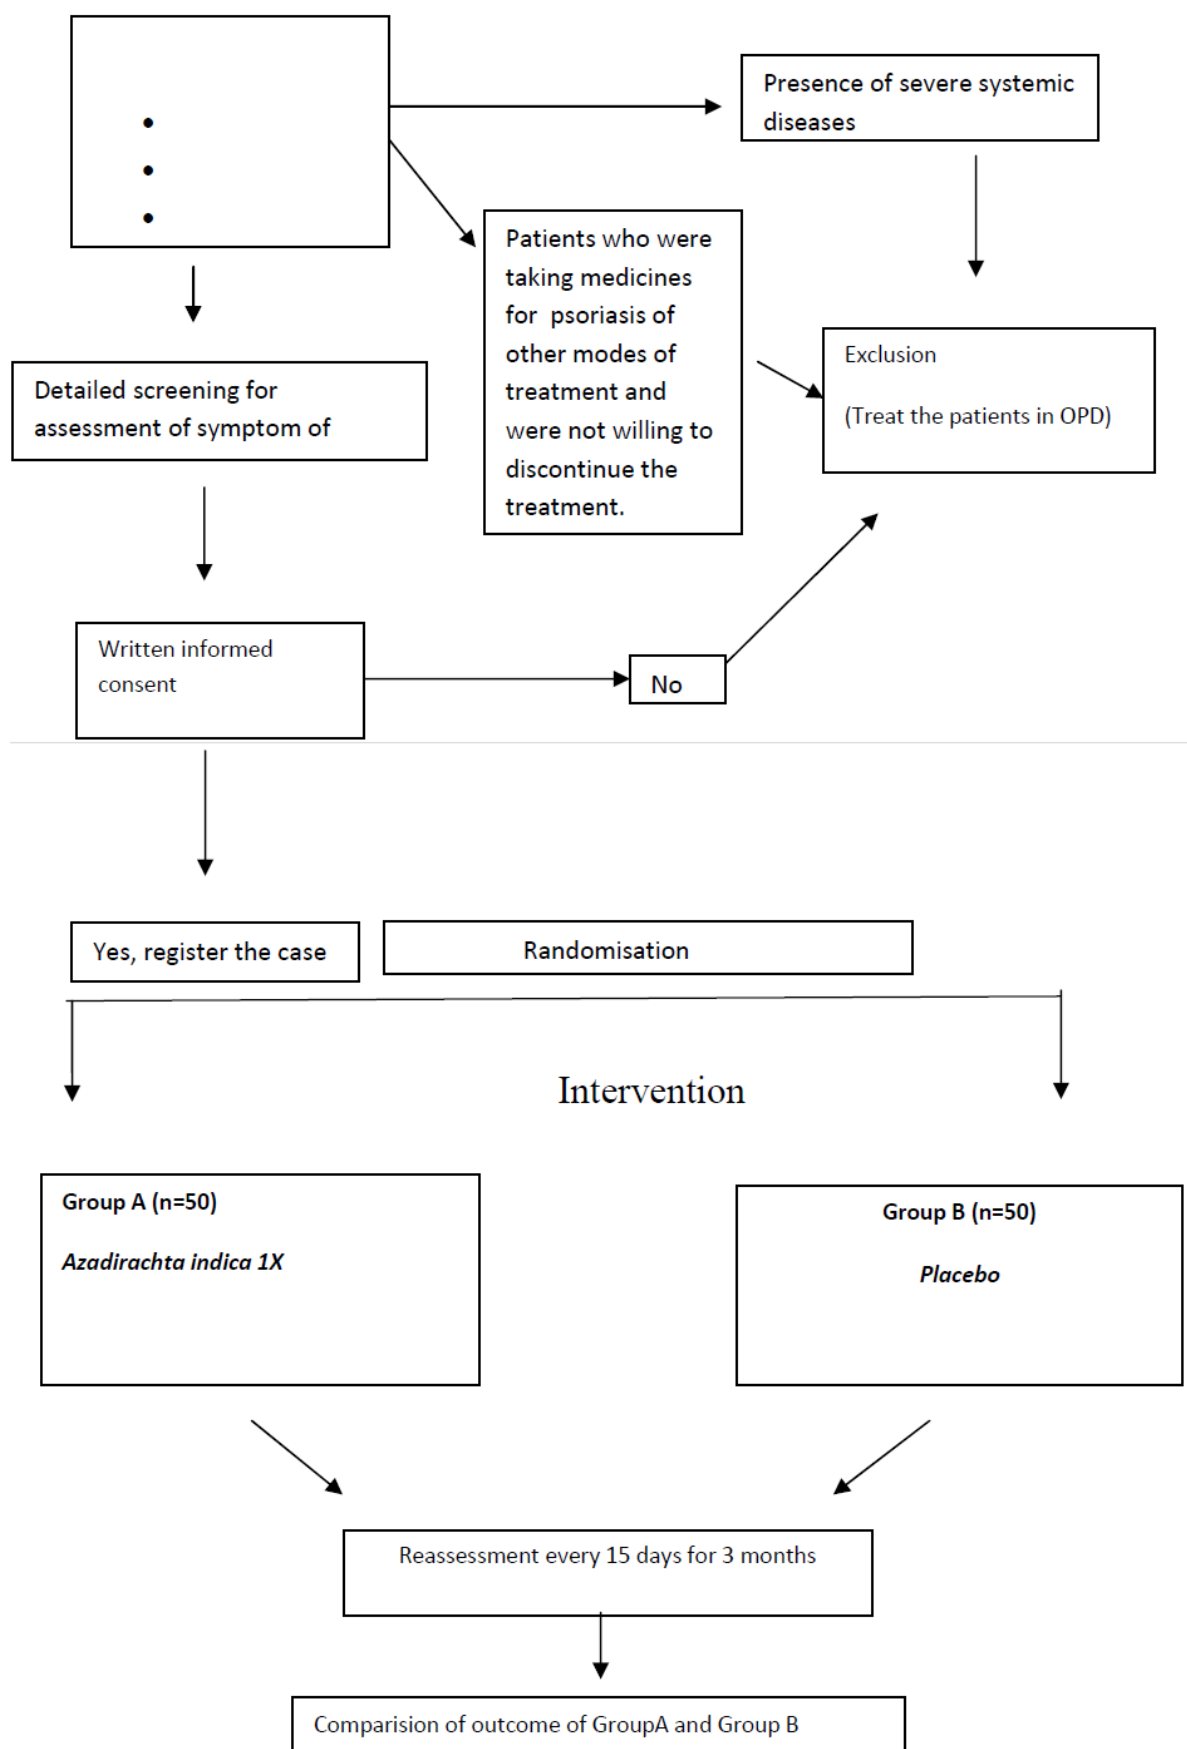 Presence of severe systemic
diseases
Patients who were
taking medicines
for psoriasis of
other modes of
treatment and
were not willing to
discontinue the
treatment.
Exclusion
(Treat the patients in OPD)
Detailed screening for
assessment of symptom of
Written informed
consent
No
Yes, register the case
Randomisation
Intervention
Group A (n=50)
Azadirachta indica 1X
Group B (n=50)
Placebo
Reassessment every 15 days for 3 months
Comparision of outcome of GroupA and Group B